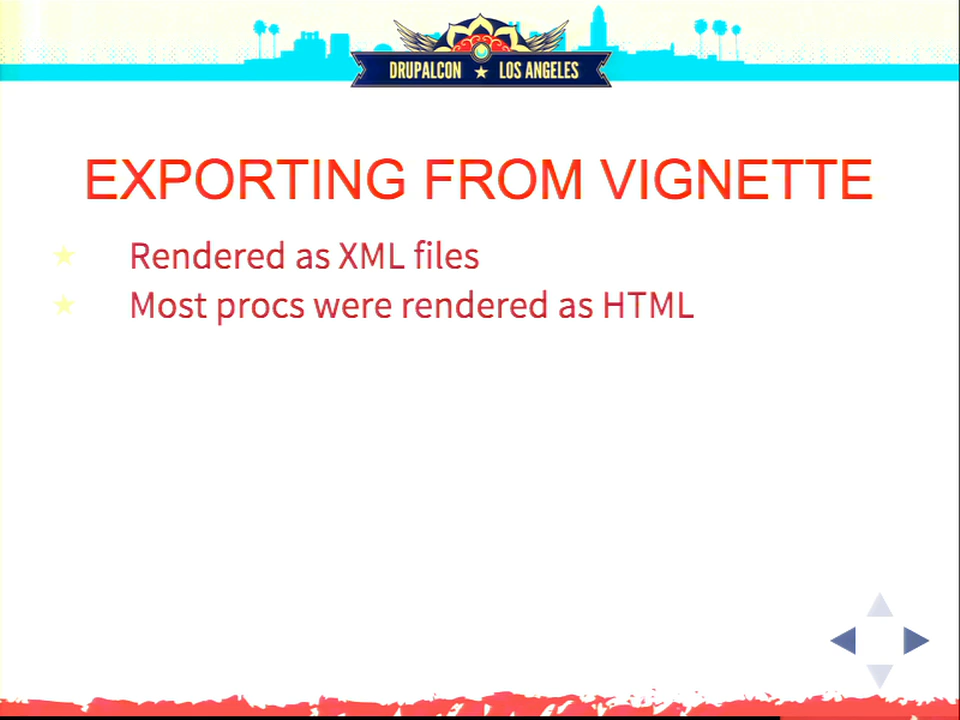 DRUPALCON ★ LOS ANGELES
EXPORTING FROM VIGNETTE
★ Rendered as XML files
★ Most procs were rendered as HTML